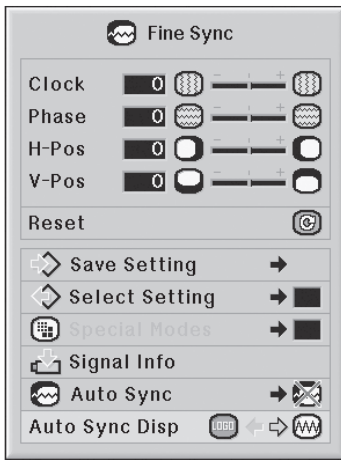 Fine Sync
Clock 0 - +
Phase 0 - +
H-Pos 0 - +
V-Pos 0 - +
Reset
Save Setting
Select Setting
Special Modes
Signal Info
Auto Sync
Auto Sync Disp LOGO